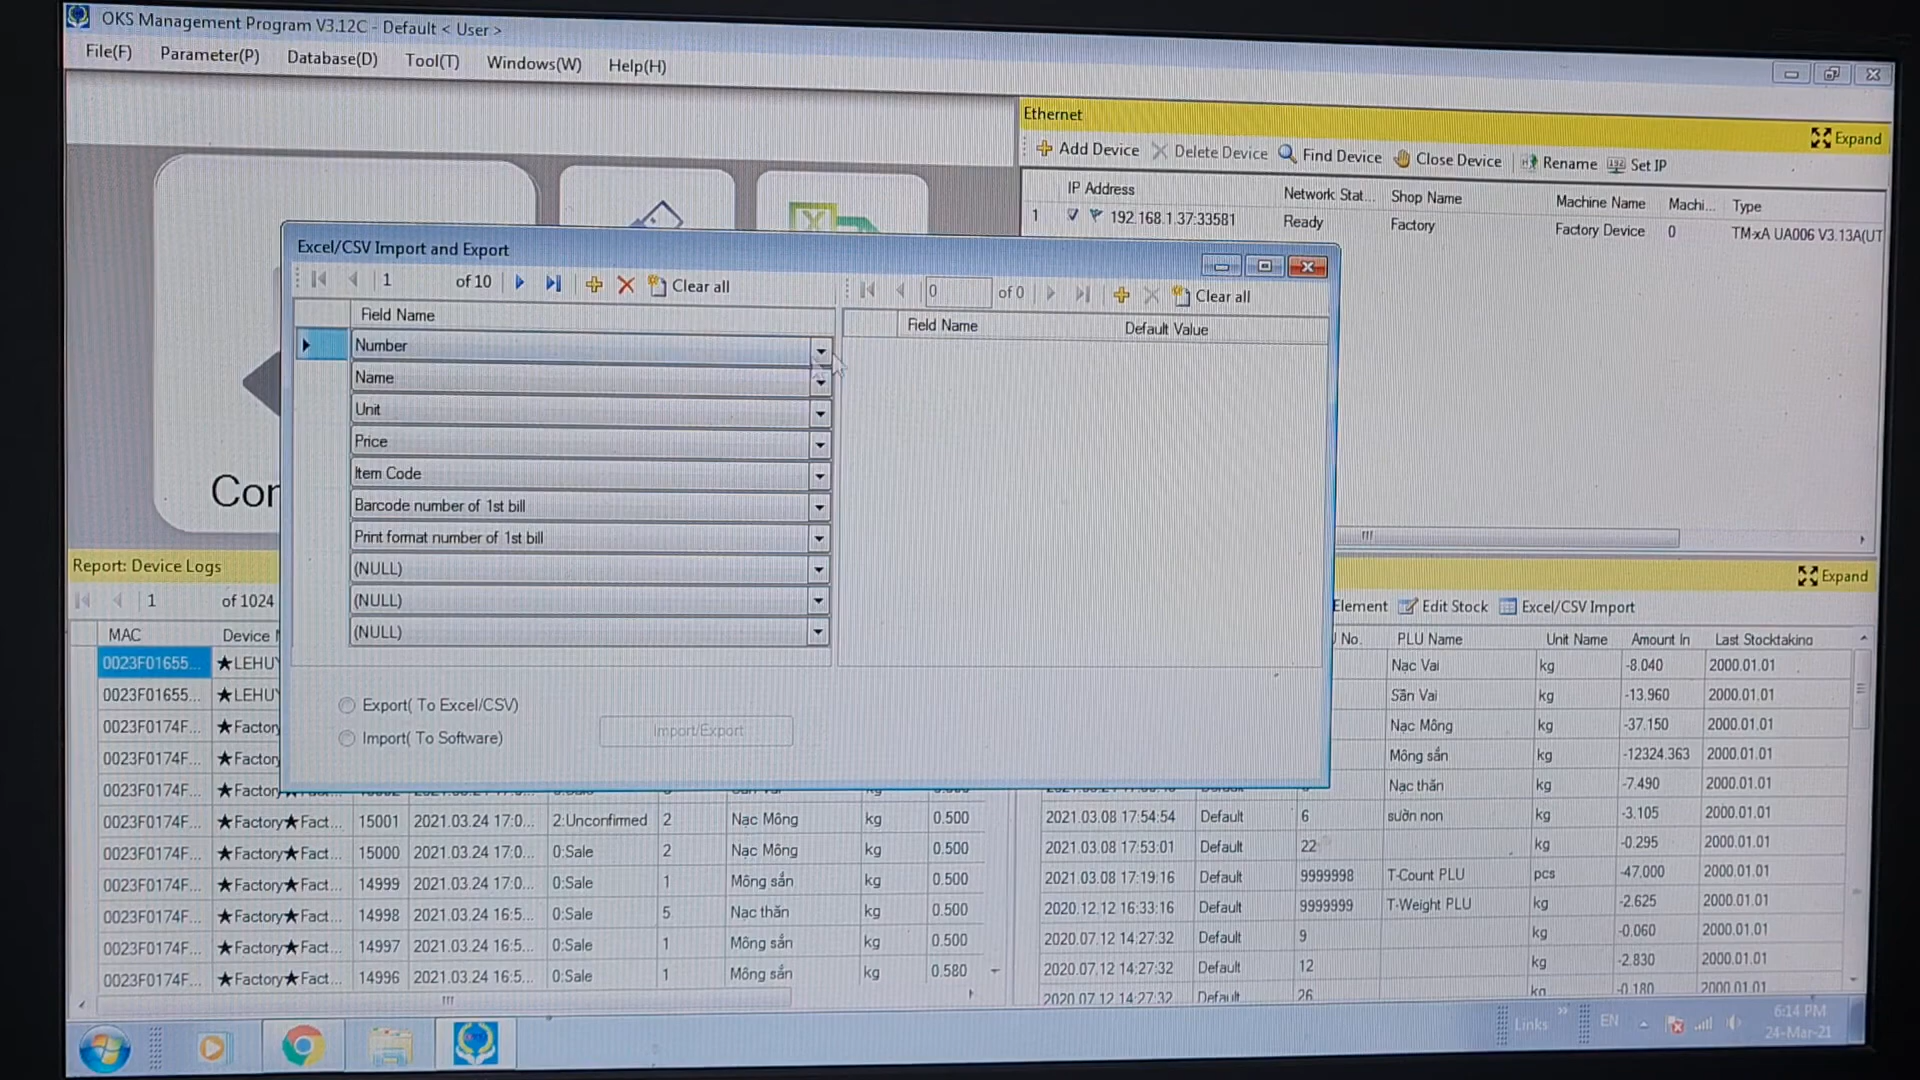 OKS Management Program V3.12C - Default < User >
File(F) Parameter(P) Database(D) Tool(T) Windows(W) Help(H)
Ethernet
Expand
Add Device Delete Device Find Device Close Device Rename Set IP
IP Address Network Stat... Shop Name Machine Name Machi... Type
1 192.168.1.37:33581 Ready Factory Factory Device 0 TM-xA UA006 V3.13A(UT
Con
Excel/CSV Import and Export
1 of 10 Clear all
0 of 0 Clear all
Field Name
Field Name Default Value
Number
Name
Unit
Price
Item Code
Barcode number of 1st bill
Print format number of 1st bill
(NULL)
(NULL)
(NULL)
Export( To Excel/CSV)
Import( To Software)
Import/Export
Report: Device Logs
1 of 1024
MAC Device
0023F01655... ★LEHUY
0023F01655... ★LEHUY
0023F0174F... ★Factory
0023F0174F... ★Factory
0023F0174F...
0023F0174F... ★Factory★Fact... 15001 2021.03.24 17:0... 2:Unconfirmed 2 Nạc Mông kg 0.500
0023F0174F... ★Factory★Fact... 15000 2021.03.24 17:0... 0:Sale 2 Nạc Mông kg 0.500
0023F0174F... ★Factory★Fact... 14999 2021.03.24 17:0... 0:Sale 1 Mông sấn kg 0.500
0023F0174F... ★Factory★Fact... 14998 2021.03.24 16:5... 0:Sale 5 Nạc thăn kg 0.500
0023F0174F... ★Factory★Fact... 14997 2021.03.24 16:5... 0:Sale 1 Mông sấn kg 0.500
0023F0174F... ★Factory★Fact... 14996 2021.03.24 16:5... 0:Sale 1 Mông sấn kg 0.580
Expand
Element Edit Stock Excel/CSV Import
No. PLU Name Unit Name Amount In Last Stocktaking
Nạc Vai kg -8.040 2000.01.01
Sấn Vai kg -13.960 2000.01.01
Nạc Mông kg -37.150 2000.01.01
Mông sấn kg -12324.363 2000.01.01
Nạc thăn kg -7.490 2000.01.01
2021.03.08 17:54:54 Default 6 sườn non kg -3.105 2000.01.01
2021.03.08 17:53:01 Default 22 kg -0.295 2000.01.01
2021.03.08 17:19:16 Default 9999998 T-Count PLU pcs -47.000 2000.01.01
2020.12.12 16:33:16 Default 9999999 T-Weight PLU kg -2.625 2000.01.01
2020.07.12 14:27:32 Default 9 kg -0.060 2000.01.01
2020.07.12 14:27:32 Default 12 kg -2.830 2000.01.01
2020.07.12 14:27:32 Default 26 kg -0.180 2000.01.01
Links EN 6:14 PM
24-Mar-21